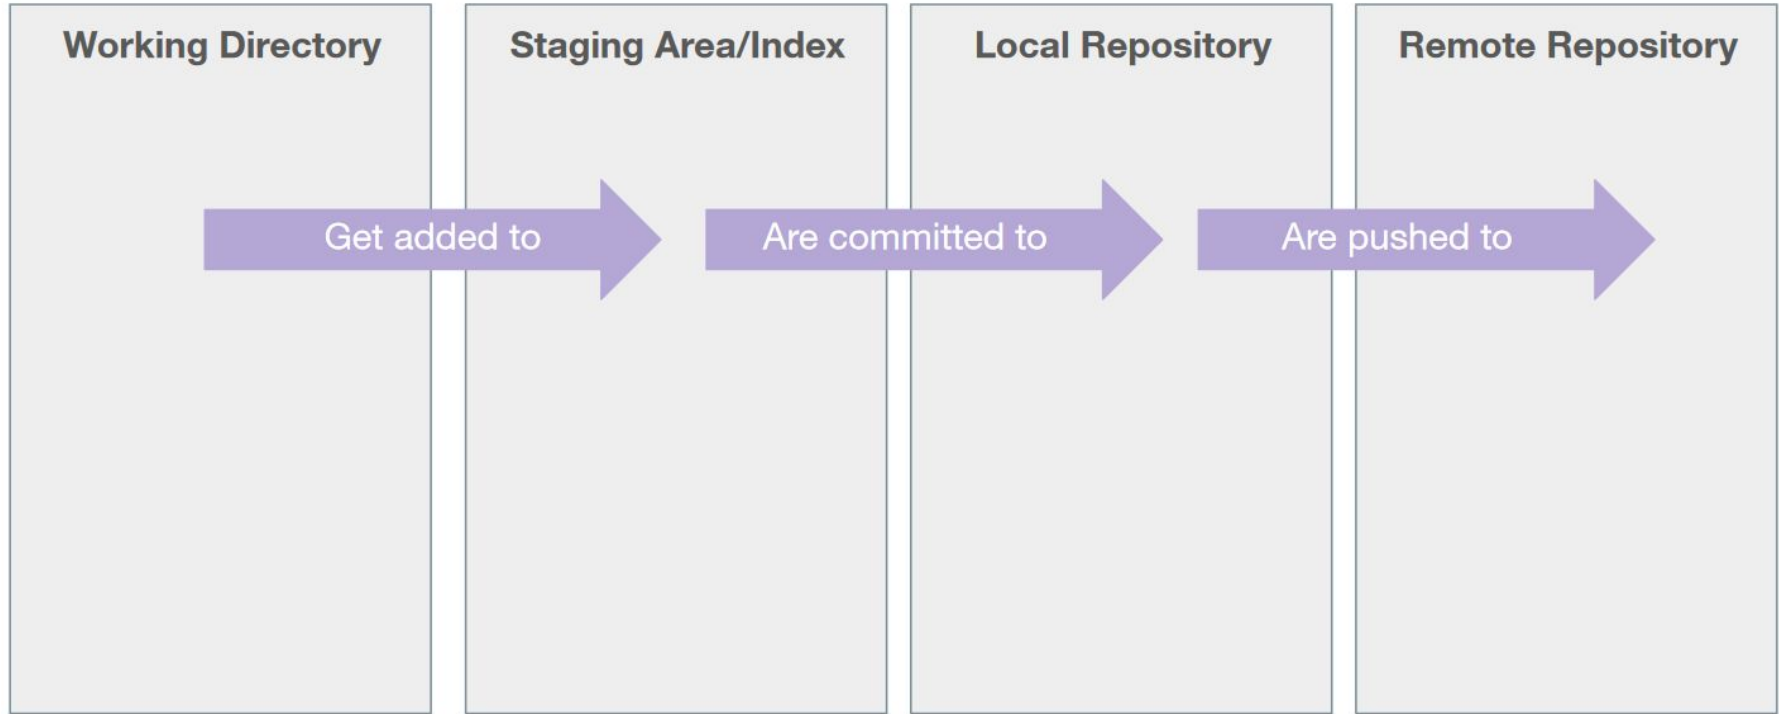 Working Directory
Staging Area/Index
Local Repository
Remote Repository
Get added to
Are committed to
Are pushed to